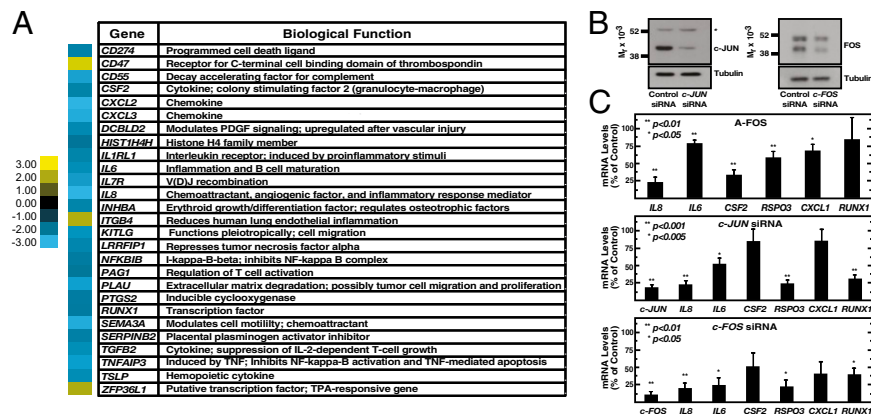 A
Gene Biological Function
CD274 Programmed cell death ligand
CD47 Receptor for C-terminal cell binding domain of thrombospondin
CD55 Decay accelerating factor for complement
CSF2 Cytokine; colony stimulating factor 2 (granulocyte-macrophage)
CXCL2 Chemokine
CXCL3 Chemokine
DCBLD2 Modulates PDGF signaling; upregulated after vascular injury
HIST1H4H Histone H4 family member
IL1RL1 Interleukin receptor; induced by proinflammatory stimuli
IL6 Inflammation and B cell maturation
IL7R V(D)J recombination
IL8 Chemoattractant, angiogenic factor, and inflammatory response mediator
INHBA Erythroid growth/differentiation factor; regulates osteotrophic factors
ITGB4 Reduces human lung endothelial inflammation
KITLG Functions pleiotrophically; cell migration
LRRFIP1 Represses tumor necrosis factor alpha
NFKBIB I-kappa-B-beta; inhibits NF-kappa B complex
PAG1 Regulation of T cell activation
PLAU Extracellular matrix degradation; possibly tumor cell migration and proliferation
PTGS2 Inducible cyclooxygenase
RUNX1 Transcription factor
SEMA3A Modulates cell motililty; chemoattractant
SERPINB2 Placental plasminogen activator inhibitor
TGFB2 Cytokine; suppression of IL-2-dependent T-cell growth
TNFAIP3 Induced by TNF; Inhibits NF-kappa-B activation and TNF-mediated apoptosis
TSLP Hemopoietic cytokine
ZFP36L1 Putative transcription factor; TPA-responsive gene
3.00
2.00
1.00
0.00
-1.00
-2.00
-3.00
B
Mr x 10-3
52
38
*
c-JUN
Tubulin
Control siRNA
c-JUN siRNA
Mr x 10-3
52
38
FOS
Tubulin
Control siRNA
c-FOS siRNA
C
A-FOS
** p<0.01
* p<0.05
mRNA Levels
(% of Control)
100
75
50
25
** ** ** ** *
IL8 IL6 CSF2 RSPO3 CXCL1 RUNX1
c-JUN siRNA
** p<0.001
* p<0.005
mRNA Levels
(% of Control)
100
75
50
25
** ** * ** **
c-JUN IL8 IL6 CSF2 RSPO3 CXCL1 RUNX1
c-FOS siRNA
** p<0.01
* p<0.05
mRNA Levels
(% of Control)
100
75
50
25
** ** * * *
c-FOS IL8 IL6 CSF2 RSPO3 CXCL1 RUNX1